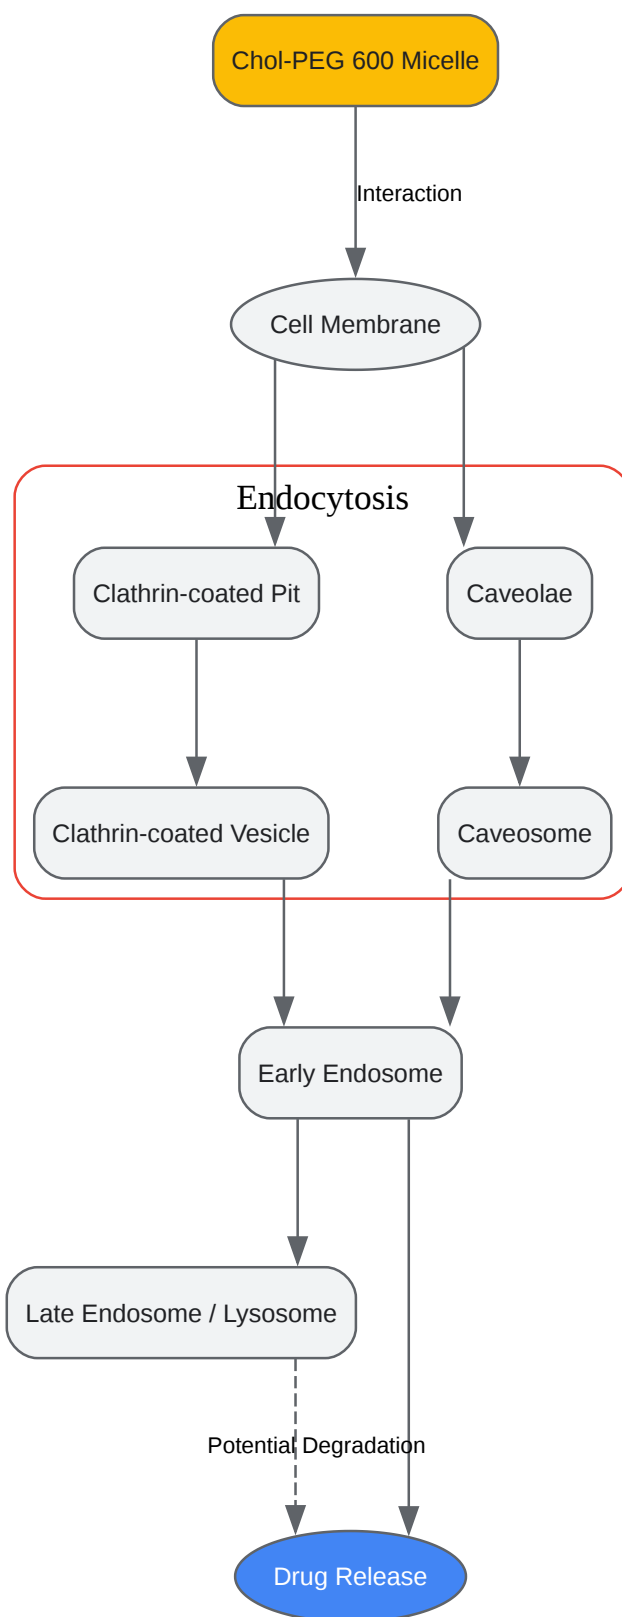 Chol-PEG 600 Micelle
Interaction
Cell Membrane
Endocytosis
Clathrin-coated Pit
Caveolae
Clathrin-coated Vesicle
Caveosome
Early Endosome
Late Endosome / Lysosome
Potential Degradation
Drug Release